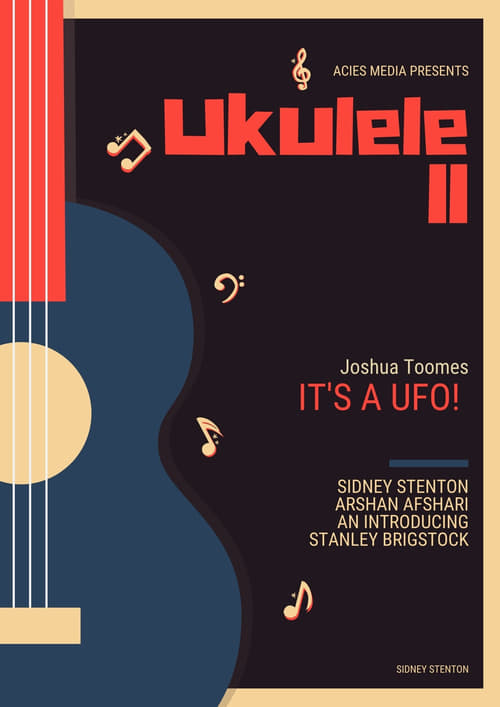 ACIES MEDIA PRESENTS
Ukulele
II
Joshua Toomes
IT'S A UFO!
SIDNEY STENTON
ARSHAN AFSHARI
AN INTRODUCING
STANLEY BRIGSTOCK
SIDNEY STENTON